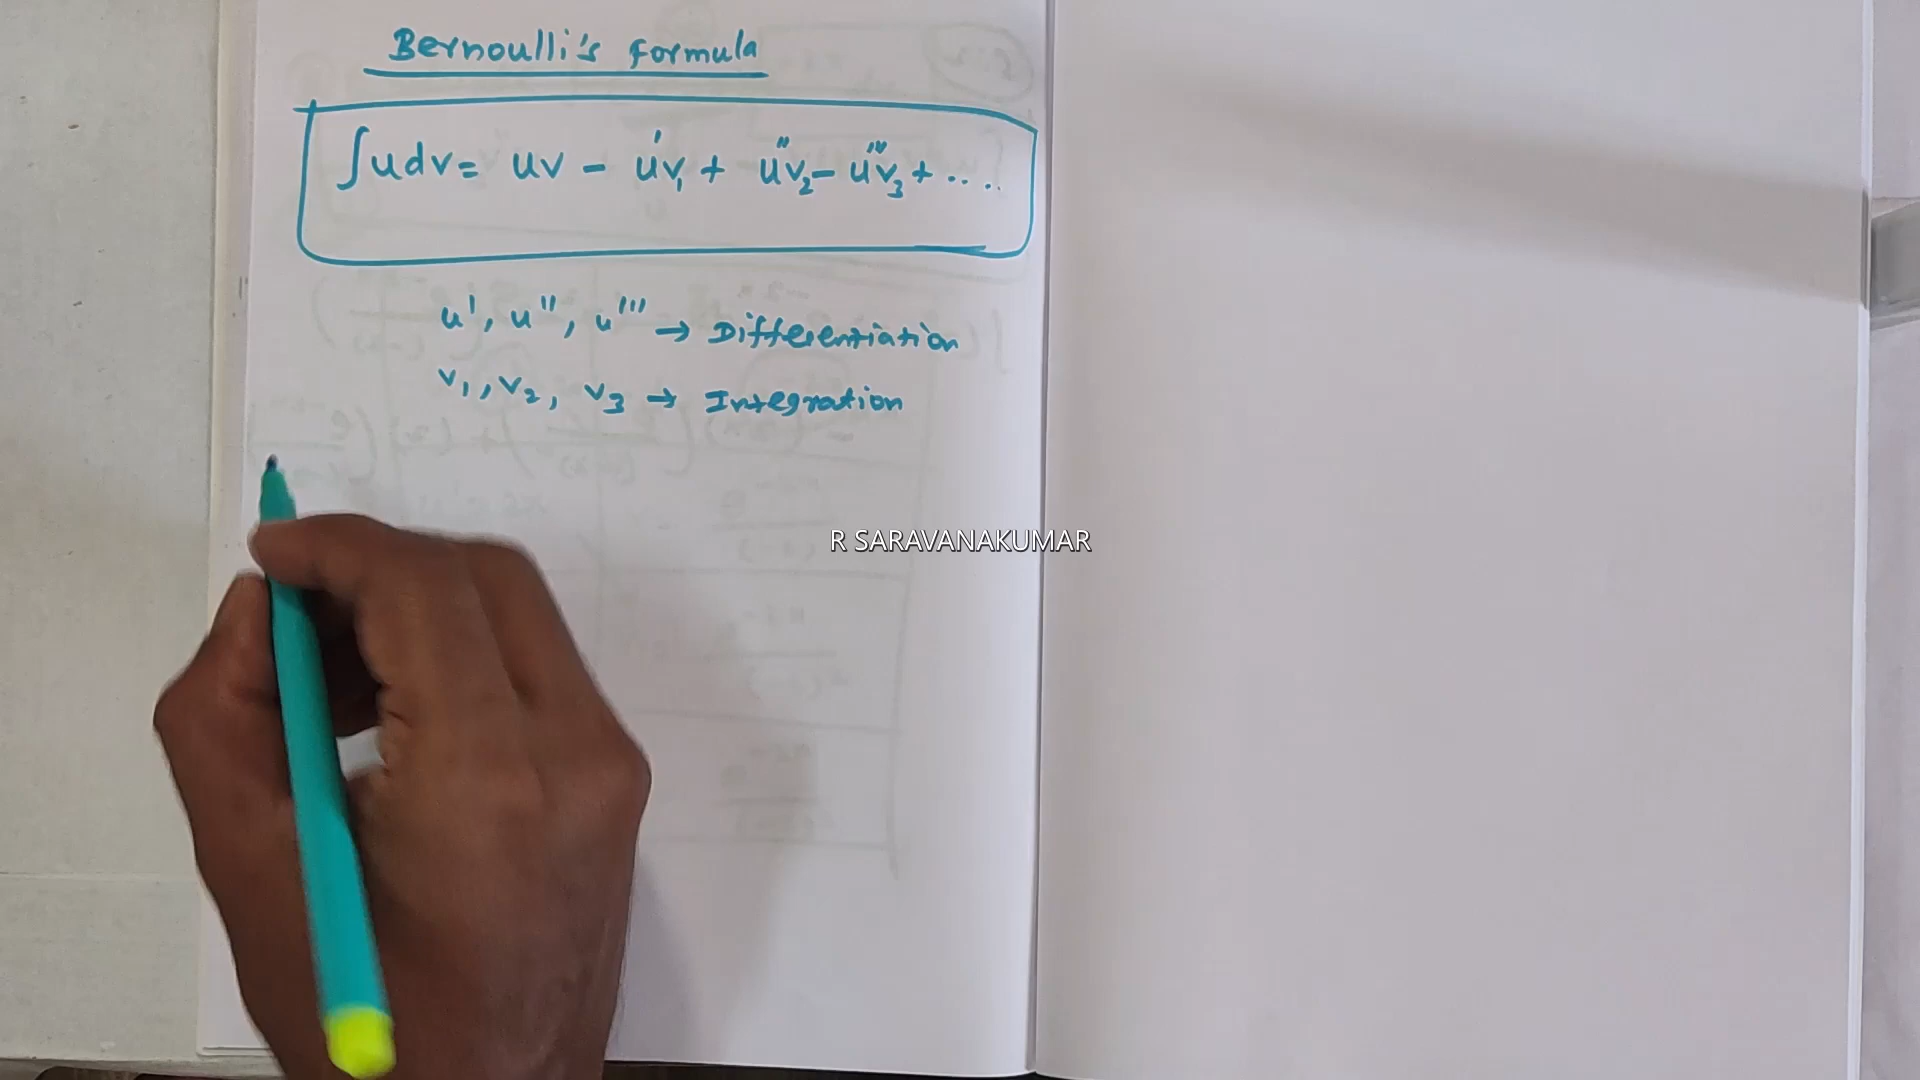 Bernoulli's Formula
∫udv = uv - u'v₁ + u''v₂ - u'''v₃ + ....
u', u'', u''' → Differentiation
v₁, v₂, v₃ → Integration
R SARAVANAKUMAR